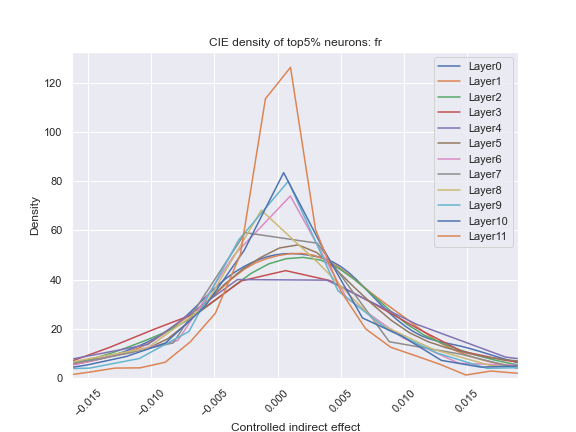 CIE density of top5% neurons: fr
Layer0
Layer1
Layer2
Layer3
Layer4
Layer5
Layer6
Layer7
Layer8
Layer9
Layer10
Layer11
Density
120
100
80
60
40
20
0
−0.015 −0.010 −0.005 0.000 0.005 0.010 0.015
Controlled indirect effect